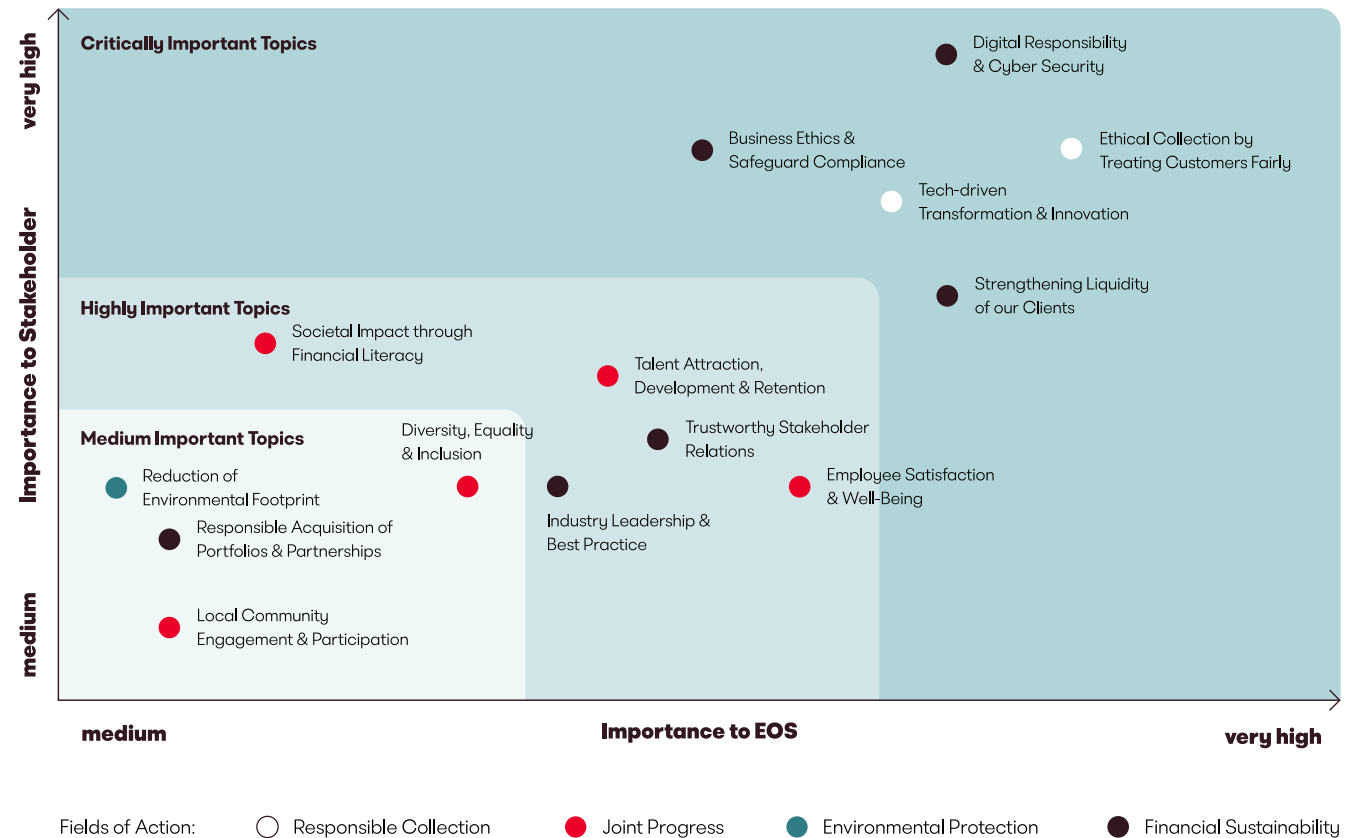 Critically Important Topics
Digital Responsibility
& Cyber Security
Business Ethics &
Safeguard Compliance
Ethical Collection by
Treating Customers Fairly
Tech-driven
Transformation & Innovation
Strengthening Liquidity
of our Clients
Highly Important Topics
Societal Impact through
Financial Literacy
Talent Attraction,
Development & Retention
Trustworthy Stakeholder
Relations
Employee Satisfaction
& Well-Being
Industry Leadership &
Best Practice
Medium Important Topics
Diversity, Equality
& Inclusion
Reduction of
Environmental Footprint
Responsible Acquisition of
Portfolios & Partnerships
Local Community
Engagement & Participation
very high
Importance to Stakeholder
medium
medium
Importance to EOS
very high
Fields of Action:
Responsible Collection
Joint Progress
Environmental Protection
Financial Sustainability